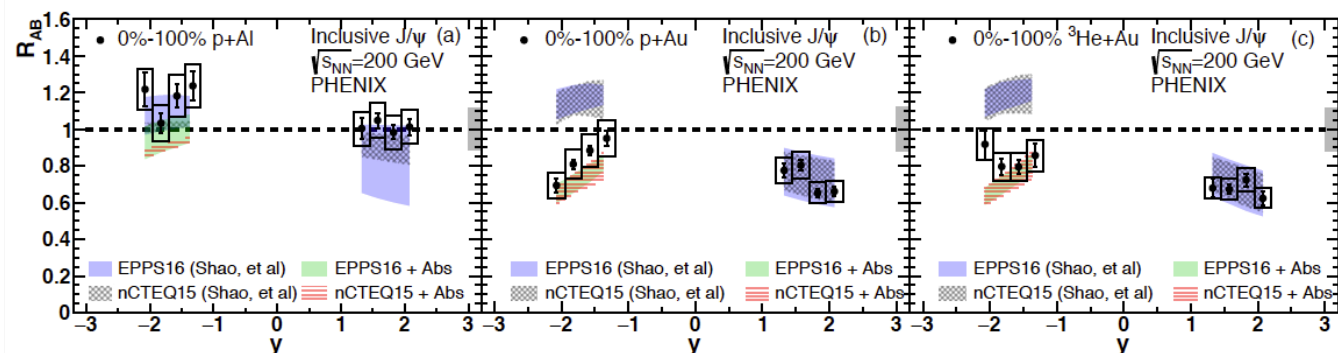 R_AB
1.6
1.4
1.2
1
0.8
0.6
0.4
0.2
0
0%-100% p+Al
Inclusive J/ψ (a)
√s_NN=200 GeV
PHENIX
EPPS16 (Shao, et al)
EPPS16 + Abs
nCTEQ15 (Shao, et al)
nCTEQ15 + Abs
−3 −2 −1 0 1 2 3
y
0%-100% p+Au
Inclusive J/ψ (b)
√s_NN=200 GeV
PHENIX
EPPS16 (Shao, et al)
EPPS16 + Abs
nCTEQ15 (Shao, et al)
nCTEQ15 + Abs
−3 −2 −1 0 1 2 3
y
0%-100% ³He+Au
Inclusive J/ψ (c)
√s_NN=200 GeV
PHENIX
EPPS16 (Shao, et al)
EPPS16 + Abs
nCTEQ15 (Shao, et al)
nCTEQ15 + Abs
−3 −2 −1 0 1 2 3
y